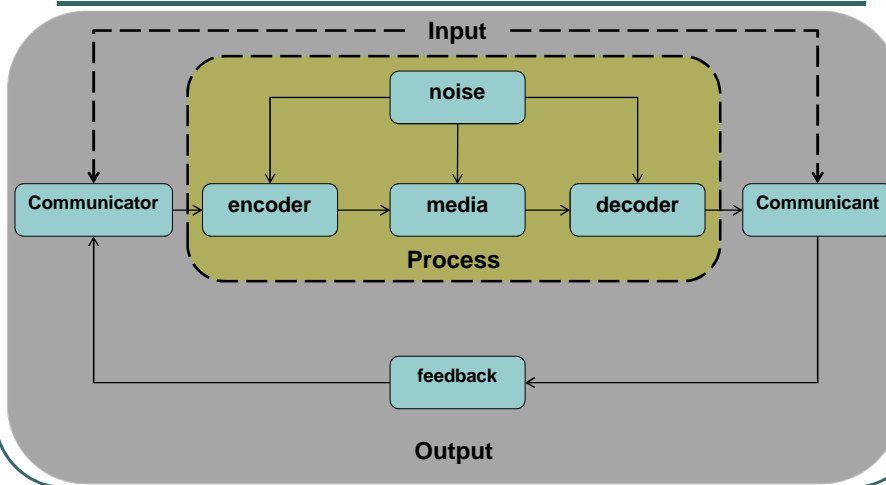 Input
noise
Communicator
encoder
media
decoder
Communicant
Process
feedback
Output